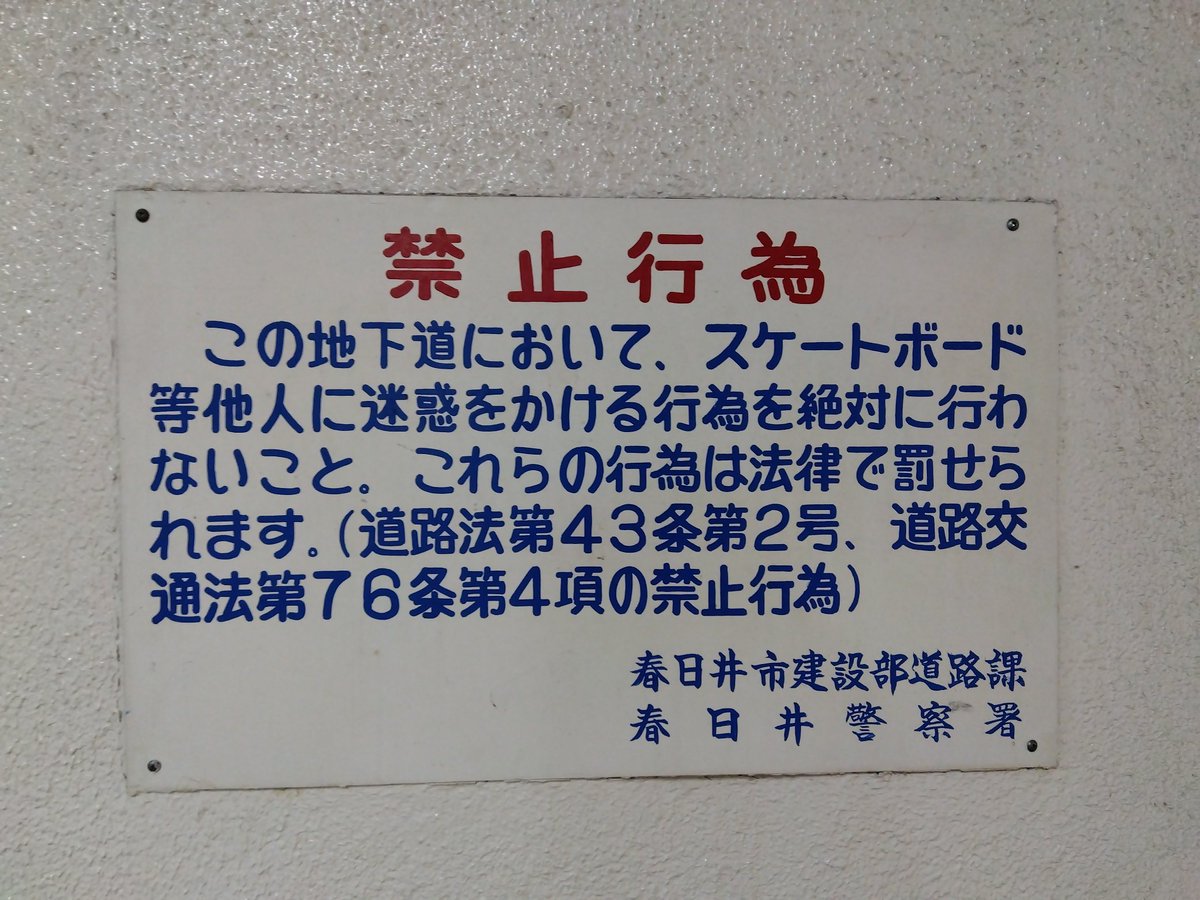 禁止行為
この地下道において、スケートボード
等他人に迷惑をかける行為を絶対に行わ
ないこと。これらの行為は法律で罰せら
れます。(道路法第43条第2号、道路交
通法第76条第4項の禁止行為)
春日井市建設部道路課
春日井警察署